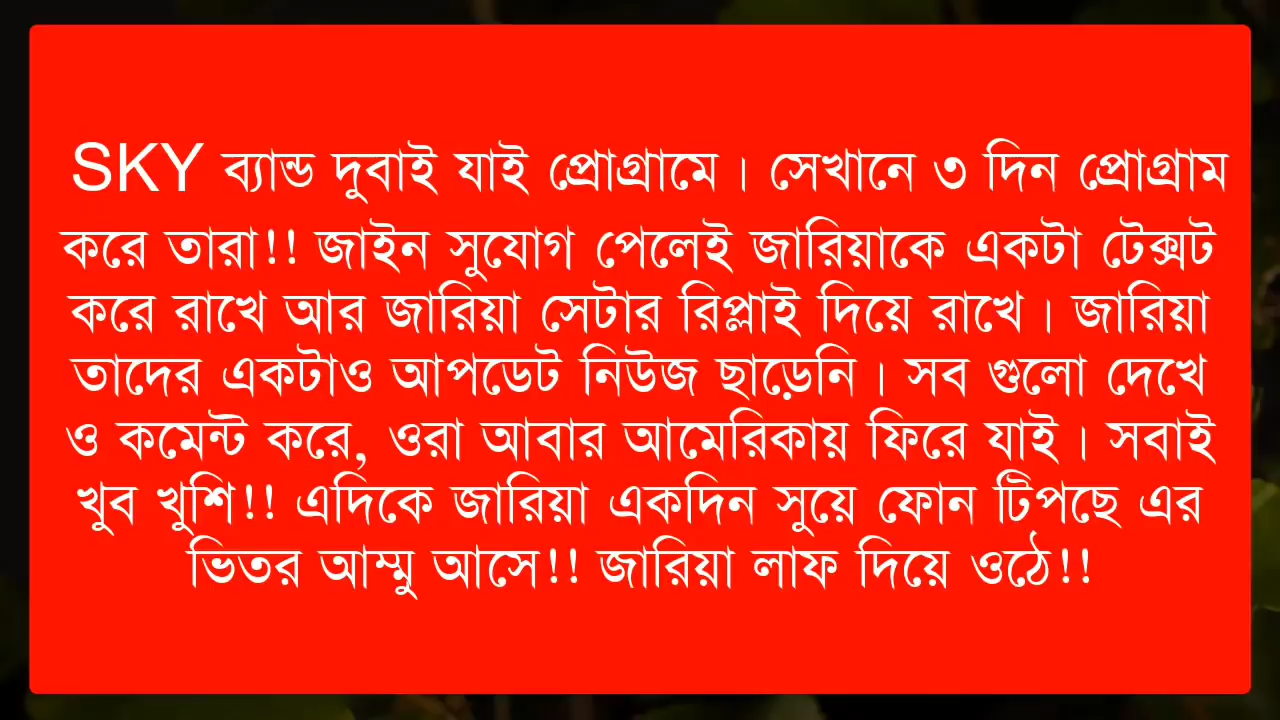 SKY ব্যান্ড দুবাই যাই প্রোগ্রামে। সেখানে ৩ দিন প্রোগ্রাম
করে তারা!! জাইন সুযোগ পেলেই জারিয়াকে একটা টেক্সট
করে রাখে আর জারিয়া সেটার রিপ্লাই দিয়ে রাখে। জারিয়া
তাদের একটাও আপডেট নিউজ ছাড়েনি। সব গুলো দেখে
ও কমেন্ট করে, ওরা আবার আমেরিকায় ফিরে যাই। সবাই
খুব খুশি!! এদিকে জারিয়া একদিন সুয়ে ফোন টিপছে এর
ভিতর আম্মু আসে!! জারিয়া লাফ দিয়ে ওঠে!!